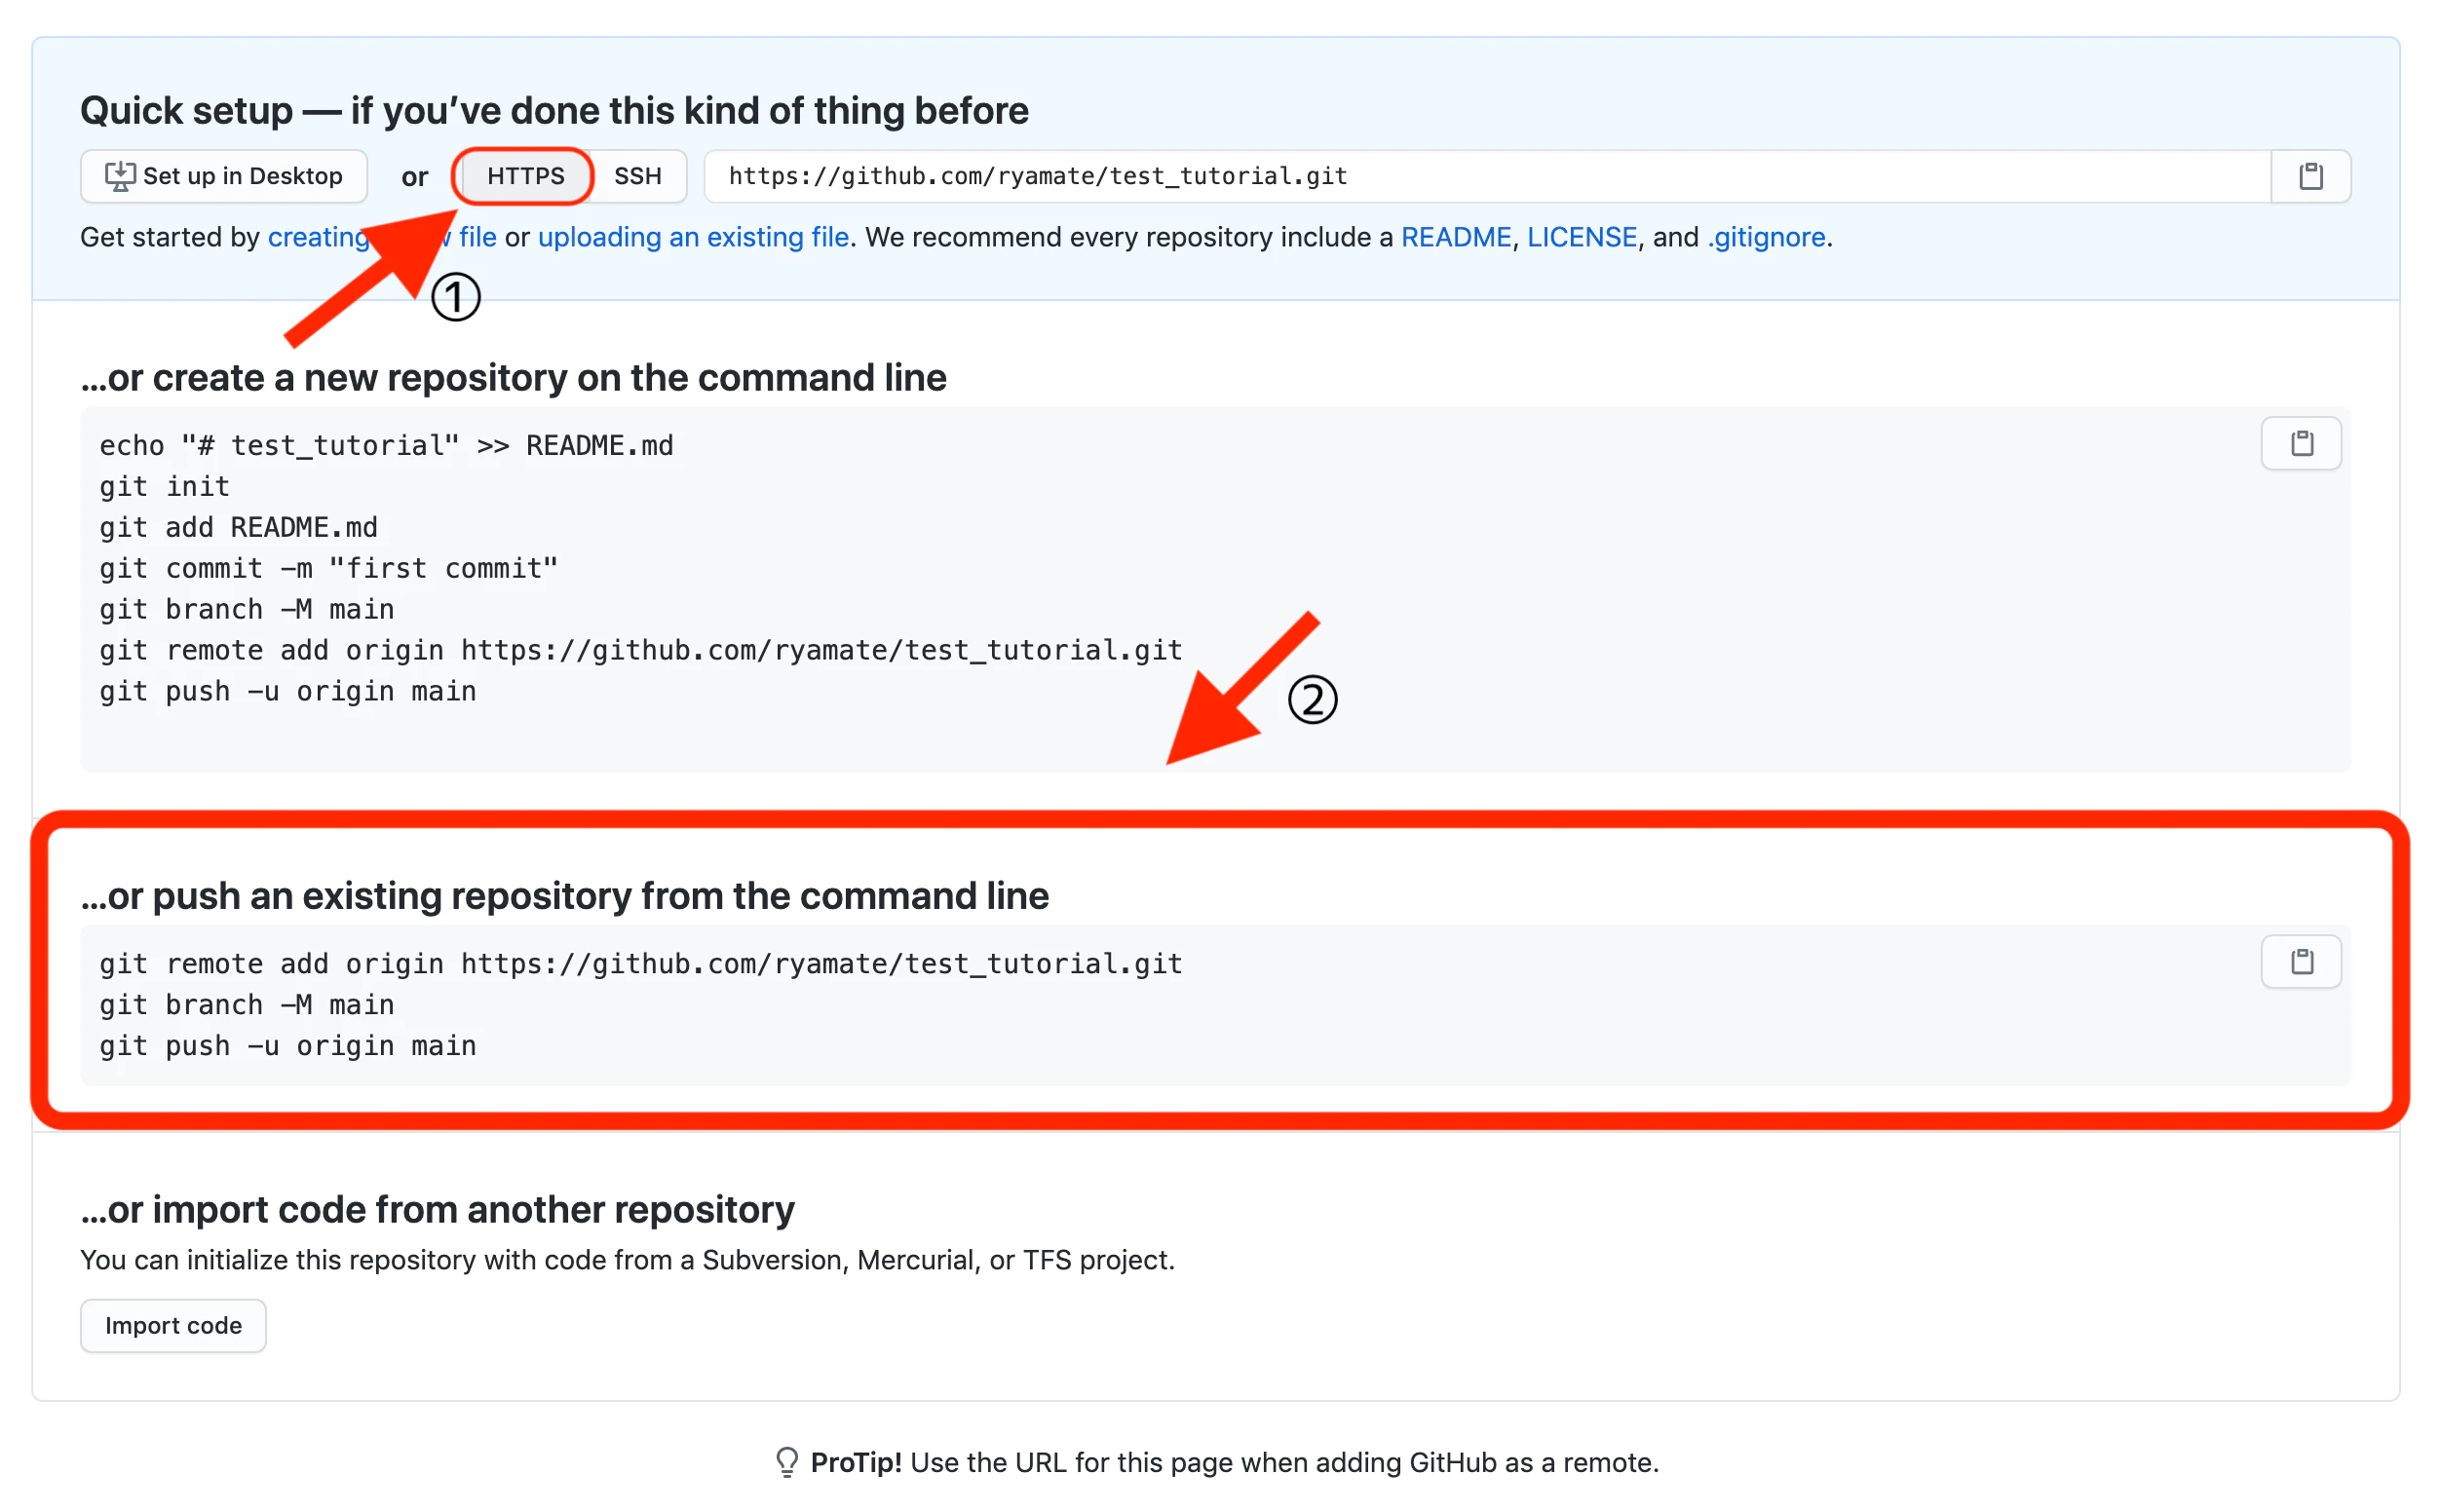 Quick setup — if you’ve done this kind of thing before
Set up in Desktop or HTTPS SSH https://github.com/ryamate/test_tutorial.git
Get started by creating file or uploading an existing file. We recommend every repository include a README, LICENSE, and .gitignore.
①
…or create a new repository on the command line
echo "# test_tutorial" >> README.md
git init
git add README.md
git commit -m "first commit"
git branch -M main
git remote add origin https://github.com/ryamate/test_tutorial.git
git push -u origin main
②
…or push an existing repository from the command line
git remote add origin https://github.com/ryamate/test_tutorial.git
git branch -M main
git push -u origin main
…or import code from another repository
You can initialize this repository with code from a Subversion, Mercurial, or TFS project.
Import code
ProTip! Use the URL for this page when adding GitHub as a remote.